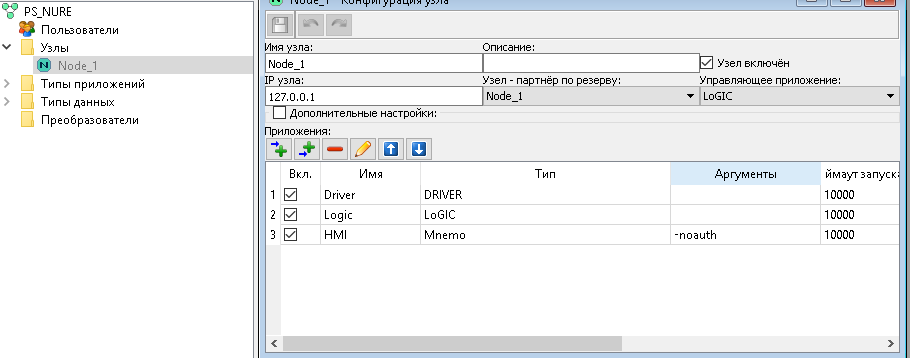 PS_NURE
Пользователи
Узлы
Node_1
Типы приложений
Типы данных
Преобразователи
Node_1 - Конфигурация узла
Имя узла: Описание:
Node_1 Узел включён
IP узла: Узел - партнёр по резерву: Управляющее приложение:
127.0.0.1 Node_1 LoGIC
Дополнительные настройки:
Приложения:
Вкл. Имя Тип Аргументы ймаут запуска
1 Driver DRIVER 10000
2 Logic LoGIC 10000
3 HMI Mnemo -noauth 10000